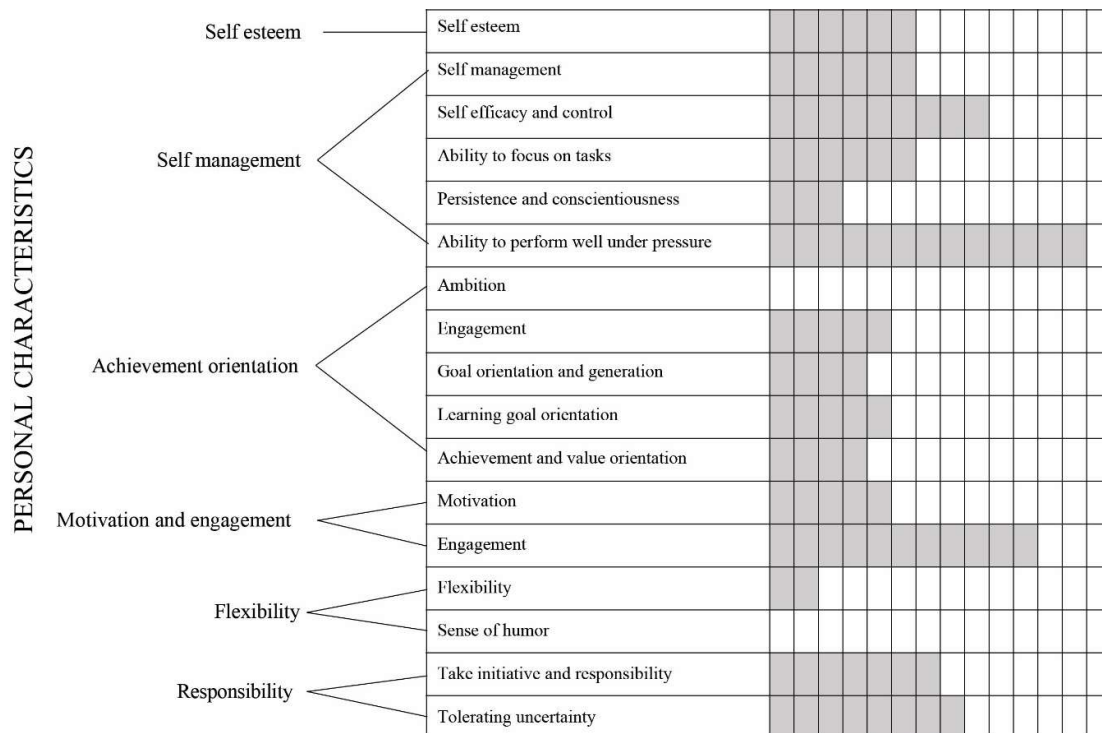 PERSONAL CHARACTERISTICS
Self esteem
Self esteem
Self management
Self management
Self efficacy and control
Ability to focus on tasks
Persistence and conscientiousness
Ability to perform well under pressure
Achievement orientation
Ambition
Engagement
Goal orientation and generation
Learning goal orientation
Achievement and value orientation
Motivation and engagement
Motivation
Engagement
Flexibility
Flexibility
Sense of humor
Responsibility
Take initiative and responsibility
Tolerating uncertainty